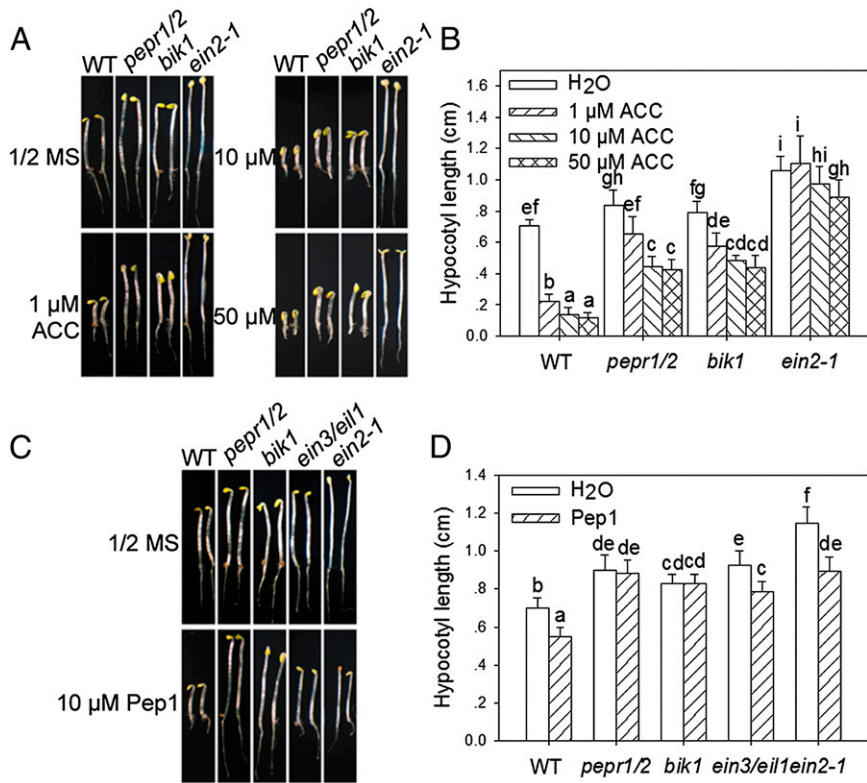 A
WT pepr1/2 bik1 ein2-1 WT pepr1/2 bik1 ein2-1
1/2 MS 10 µM
1 µM ACC 50 µM
B
Hypocotyl length (cm)
1.6
1.4
1.2
1.0
.8
.6
.4
.2
.0
H2O
1 µM ACC
10 µM ACC
50 µM ACC
ef b a a gh ef c c fg de cd cd i i hi gh
WT pepr1/2 bik1 ein2-1
C
WT pepr1/2 bik1 ein3/eil1 ein2-1
1/2 MS
10 µM Pep1
D
Hypocotyl length (cm)
1.4
1.2
1.0
.8
.6
.4
.2
.0
H2O
Pep1
b a de de cd cd e c f de
WT pepr1/2 bik1 ein3/eil1 ein2-1